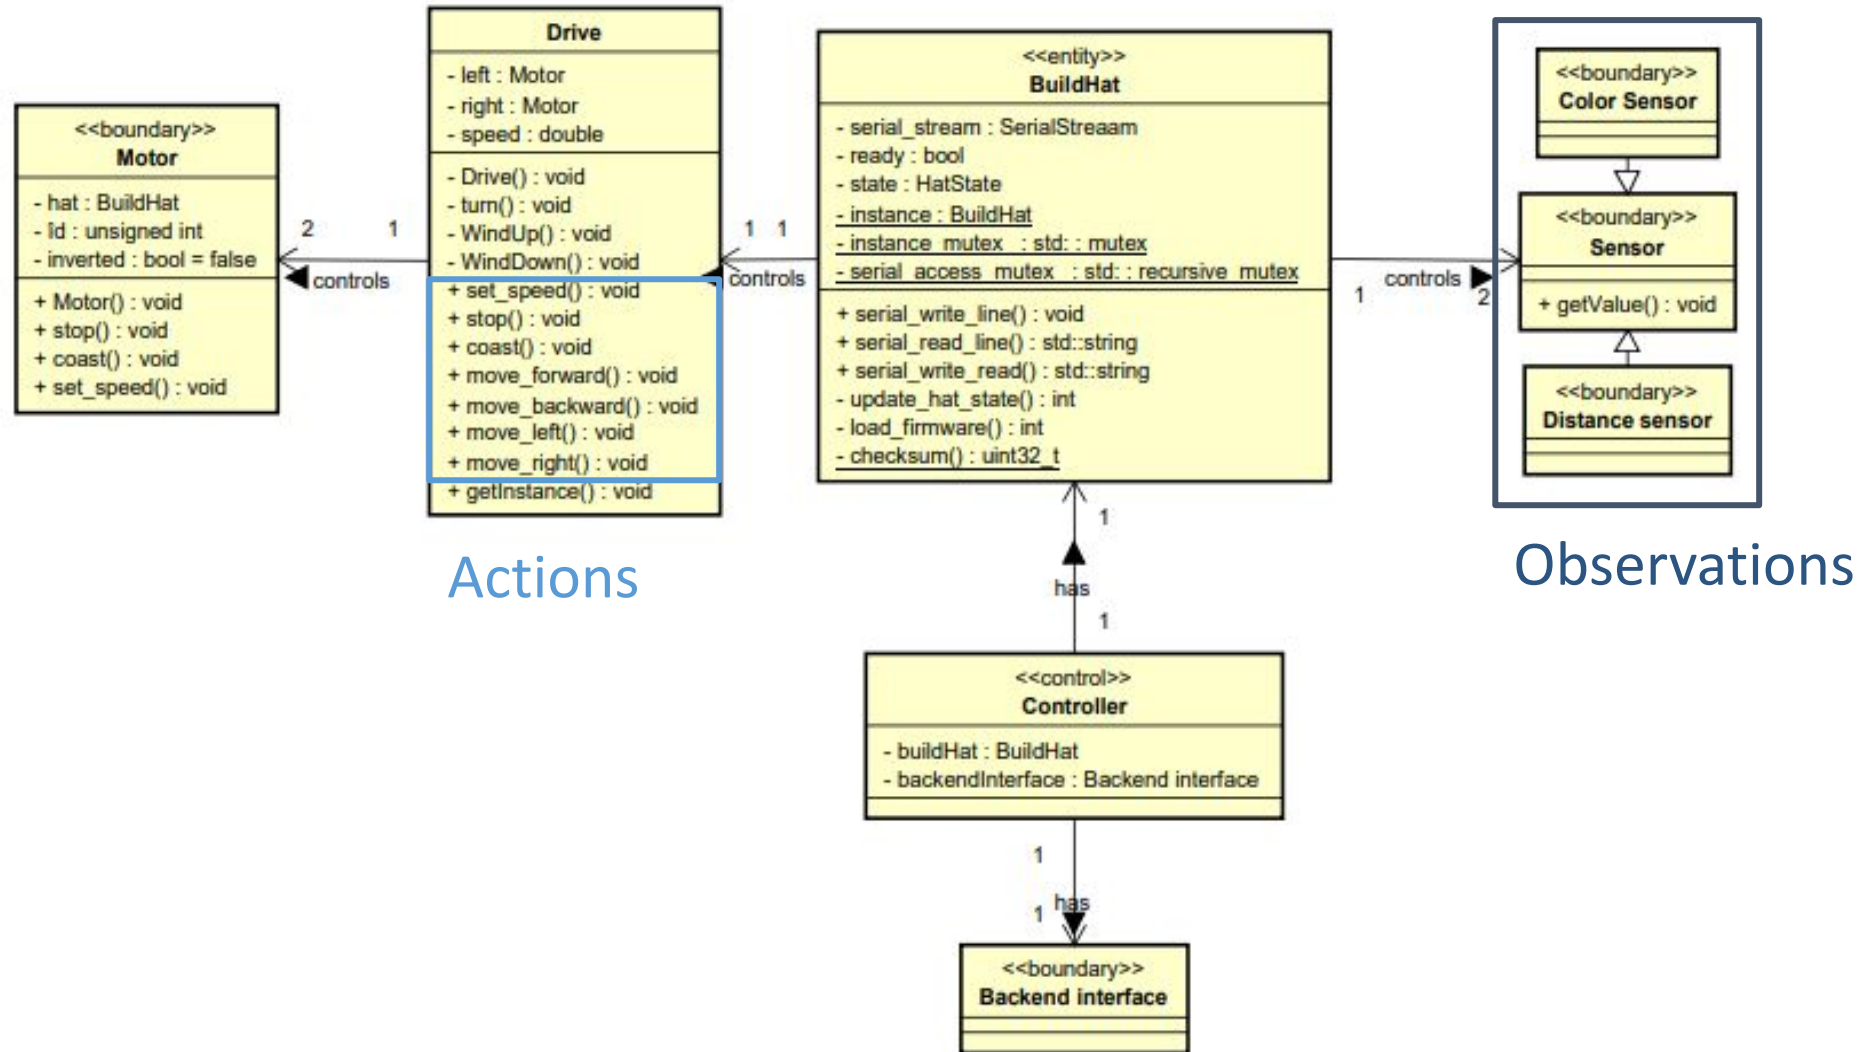 <<boundary>>
Motor
- hat : BuildHat
- id : unsigned int
- inverted : bool = false
+ Motor() : void
+ stop() : void
+ coast() : void
+ set_speed() : void
2
1
controls
Drive
- left : Motor
- right : Motor
- speed : double
- Drive() : void
- turn() : void
- WindUp() : void
- WindDown() : void
+ set_speed() : void
+ stop() : void
+ coast() : void
+ move_forward() : void
+ move_backward() : void
+ move_left() : void
+ move_right() : void
+ getInstance() : void
Actions
1 1
controls
<<entity>>
BuildHat
- serial_stream : SerialStreaam
- ready : bool
- state : HatState
- instance : BuildHat
- instance_mutex_ : std: : mutex
- serial_access_mutex_ : std: : recursive_mutex
+ serial_write_line() : void
+ serial_read_line() : std::string
+ serial_write_read() : std::string
- update_hat_state() : int
- load_firmware() : int
- checksum() : uint32_t
1
controls
2
<<boundary>>
Color Sensor
<<boundary>>
Sensor
+ getValue() : void
<<boundary>>
Distance sensor
Observations
1
has
1
<<control>>
Controller
- buildHat : BuildHat
- backendInterface : Backend interface
1
has
1
<<boundary>>
Backend interface